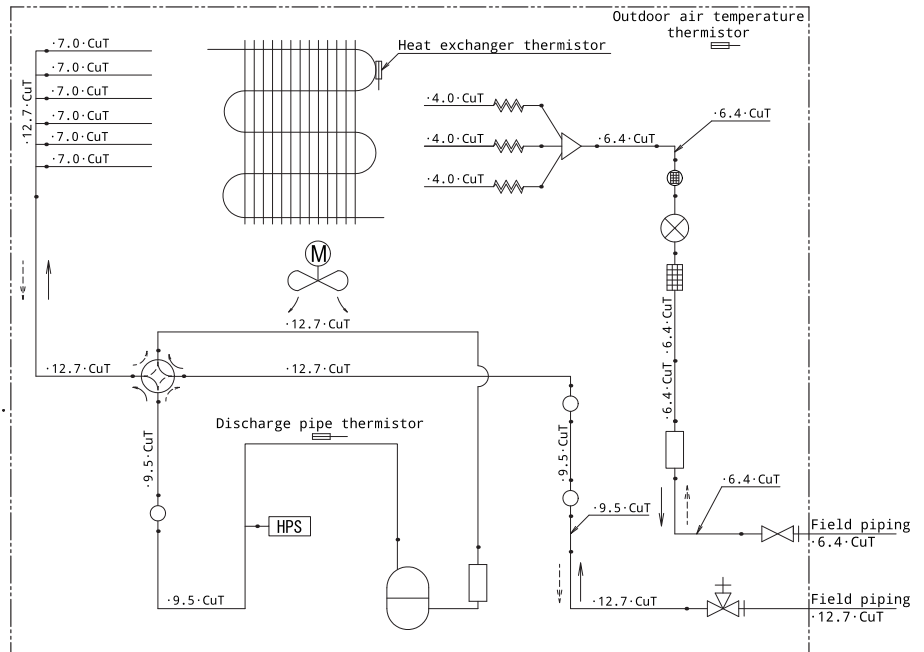 Outdoor air temperature
thermistor
·7.0·CuT
·7.0·CuT
·7.0·CuT
·7.0·CuT
·7.0·CuT
·7.0·CuT
·12.7·CuT
Heat exchanger thermistor
·4.0·CuT
·4.0·CuT
·4.0·CuT
·6.4·CuT
·6.4·CuT
M
·12.7·CuT
·6.4·CuT
·12.7·CuT
·12.7·CuT
·6.4·CuT
Discharge pipe thermistor
·9.5·CuT
·9.5·CuT
·6.4·CuT
·9.5·CuT
HPS
Field piping
·6.4·CuT
·9.5·CuT
·12.7·CuT
Field piping
·12.7·CuT